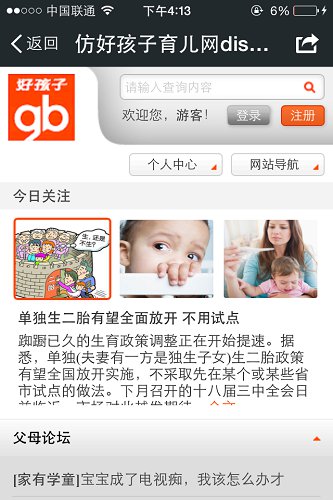 中国联通 下午4:13 6%
返回 仿好孩子育儿网dis...
好孩子
gb
请输入查询内容
欢迎您，游客！ 登录 注册
个人中心 网站导航
今日关注
生，还是不生？
单独生二胎有望全面放开 不用试点
踟蹰已久的生育政策调整正在开始提速。据
悉，单独(夫妻有一方是独生子女)生二胎政策
有望全国放开实施，不采取先在某个或某些省
市试点的做法。下月召开的十八届三中全会日
父母论坛
[家有学童]宝宝成了电视痴，我该怎么办才